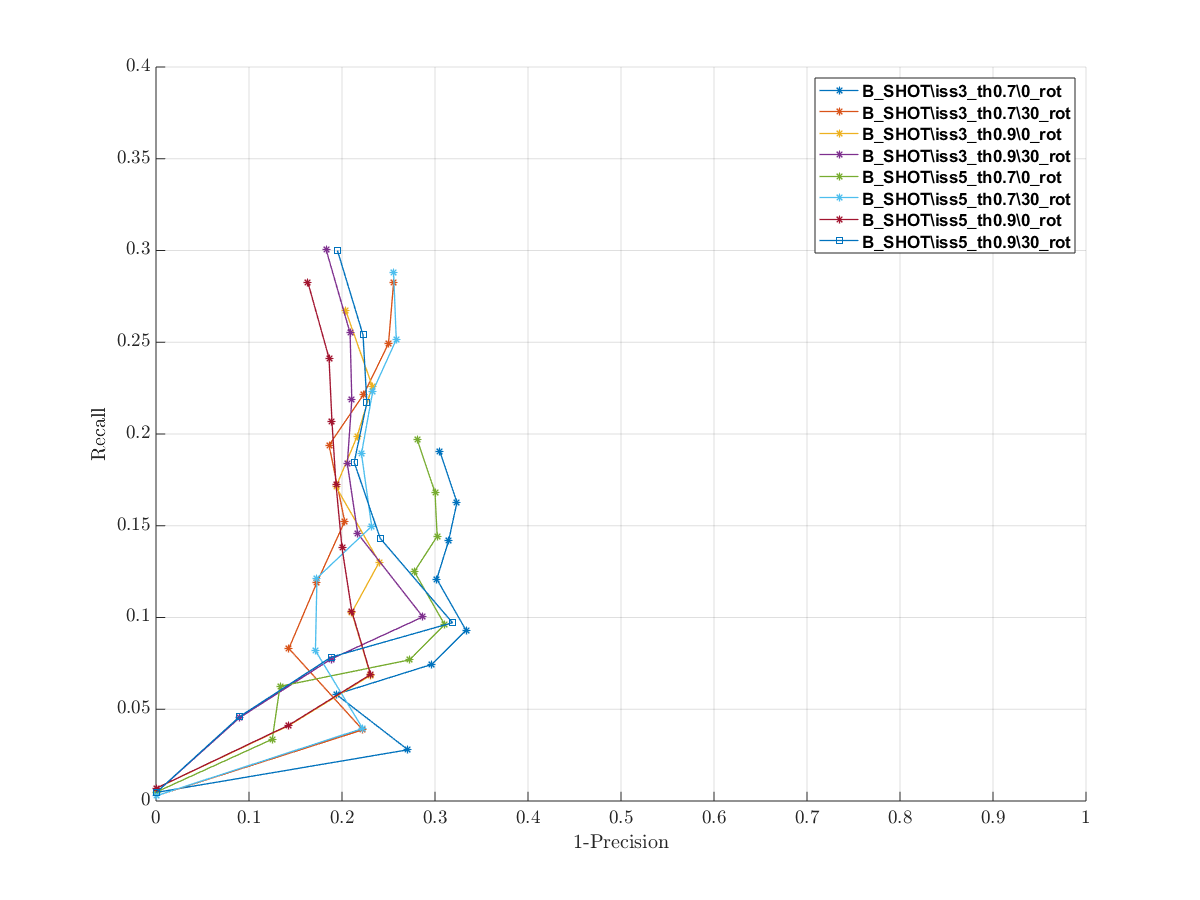 0.4
0.35
0.3
0.25
0.2
0.15
0.1
0.05
0
Recall
B_SHOT\iss3_th0.7\0_rot
B_SHOT\iss3_th0.7\30_rot
B_SHOT\iss3_th0.9\0_rot
B_SHOT\iss3_th0.9\30_rot
B_SHOT\iss5_th0.7\0_rot
B_SHOT\iss5_th0.7\30_rot
B_SHOT\iss5_th0.9\0_rot
B_SHOT\iss5_th0.9\30_rot
0 0.1 0.2 0.3 0.4 0.5 0.6 0.7 0.8 0.9 1
1-Precision